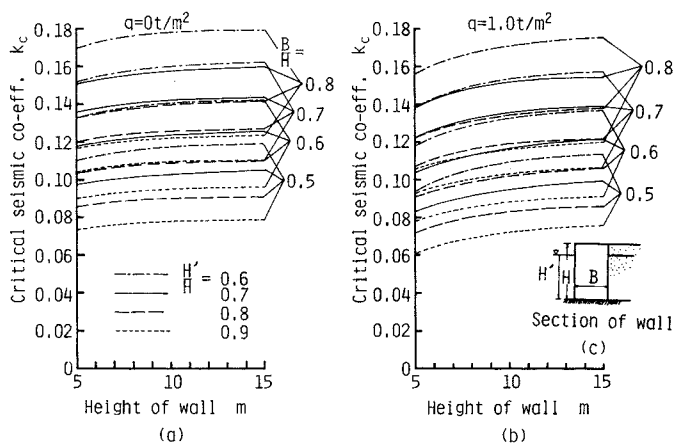 q=0t/m²
Critical seismic co-eff. k_c
0.18
0.16
0.14
0.12
0.10
0.08
0.06
0.04
0.02
0
5
10
15
Height of wall m
(a)
B/H =
0.8
0.7
0.6
0.5
H'/H = 0.6
0.7
0.8
0.9
q=1.0t/m²
Critical seismic co-eff. k_c
0.18
0.16
0.14
0.12
0.10
0.08
0.06
0.04
0.02
0
5
10
15
Height of wall m
(b)
0.8
0.7
0.6
0.5
H'
H
B
Section of wall
(c)